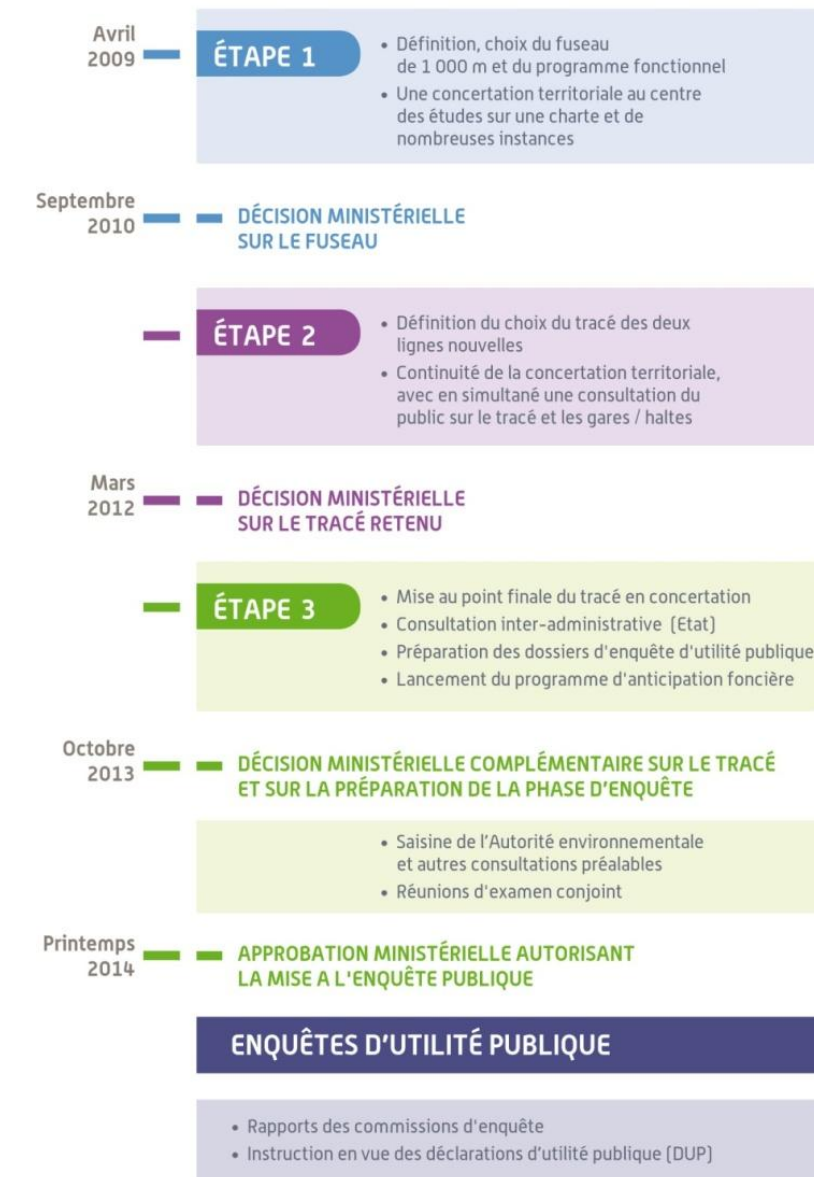 Avril
2009
ÉTAPE 1
• Définition, choix du fuseau
de 1 000 m et du programme fonctionnel
• Une concertation territoriale au centre
des études sur une charte et de
nombreuses instances
Septembre
2010
DÉCISION MINISTÉRIELLE
SUR LE FUSEAU
ÉTAPE 2
• Définition du choix du tracé des deux
lignes nouvelles
• Continuité de la concertation territoriale,
avec en simultané une consultation du
public sur le tracé et les gares / haltes
Mars
2012
DÉCISION MINISTÉRIELLE
SUR LE TRACÉ RETENU
ÉTAPE 3
• Mise au point finale du tracé en concertation
• Consultation inter-administrative (Etat)
• Préparation des dossiers d'enquête d'utilité publique
• Lancement du programme d'anticipation foncière
Octobre
2013
DÉCISION MINISTÉRIELLE COMPLÉMENTAIRE SUR LE TRACÉ
ET SUR LA PRÉPARATION DE LA PHASE D'ENQUÊTE
• Saisine de l'Autorité environnementale
et autres consultations préalables
• Réunions d'examen conjoint
Printemps
2014
APPROBATION MINISTÉRIELLE AUTORISANT
LA MISE A L'ENQUÊTE PUBLIQUE
ENQUÊTES D'UTILITÉ PUBLIQUE
• Rapports des commissions d'enquête
• Instruction en vue des déclarations d'utilité publique (DUP)